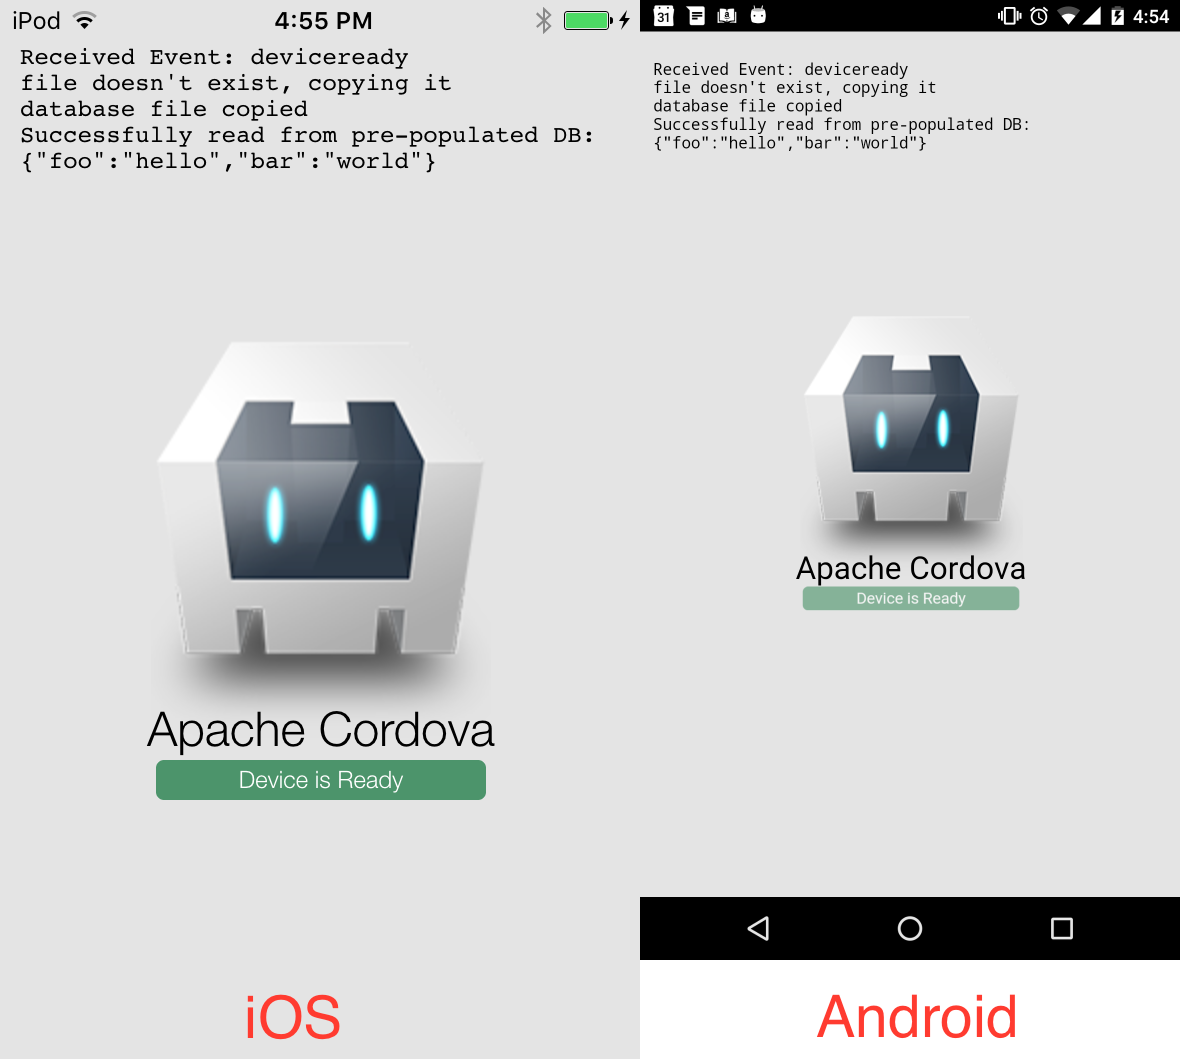 iPod 4:55 PM
Received Event: deviceready
file doesn't exist, copying it
database file copied
Successfully read from pre-populated DB:
{"foo":"hello","bar":"world"}
Apache Cordova
Device is Ready
iOS
31 a 4:54
Received Event: deviceready
file doesn't exist, copying it
database file copied
Successfully read from pre-populated DB:
{"foo":"hello","bar":"world"}
Apache Cordova
Device is Ready
Android